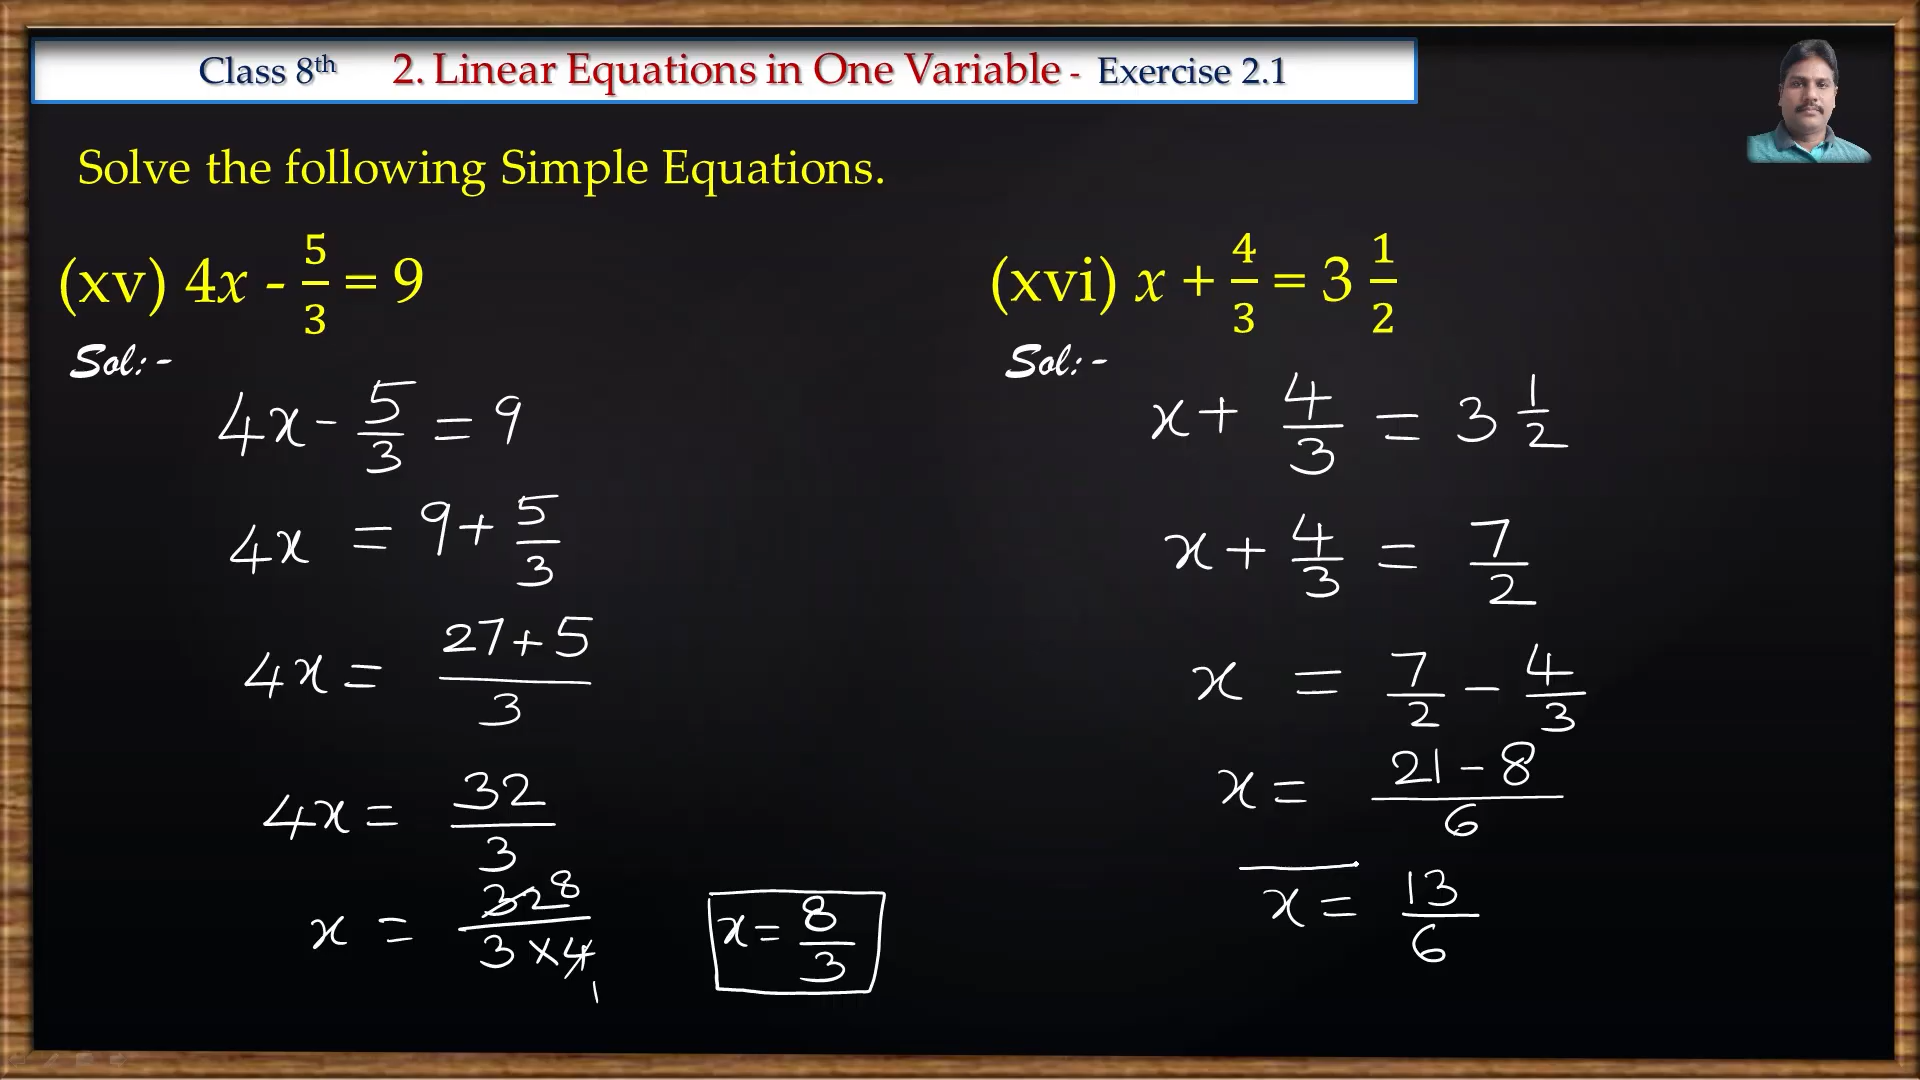 Class 8th 2. Linear Equations in One Variable - Exercise 2.1
Solve the following Simple Equations.
(xv) 4x - 5/3 = 9
Sol: -
4x - 5/3 = 9
4x = 9 + 5/3
4x = (27 + 5)/3
4x = 32/3
x = 32 8/(3 × 4 1)
x = 8/3
(xvi) x + 4/3 = 3 1/2
Sol: -
x + 4/3 = 3 1/2
x + 4/3 = 7/2
x = 7/2 - 4/3
x = (21 - 8)/6
x = 13/6